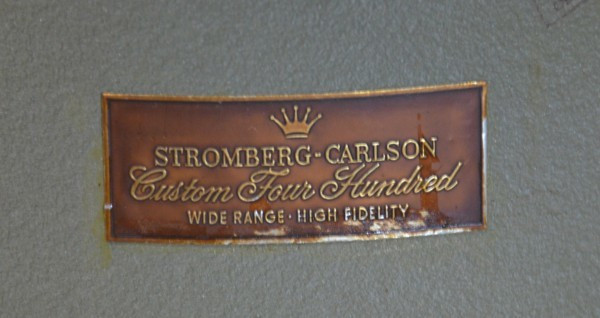 STROMBERG-CARLSON
Custom Four Hundred
WIDE RANGE · HIGH FIDELITY